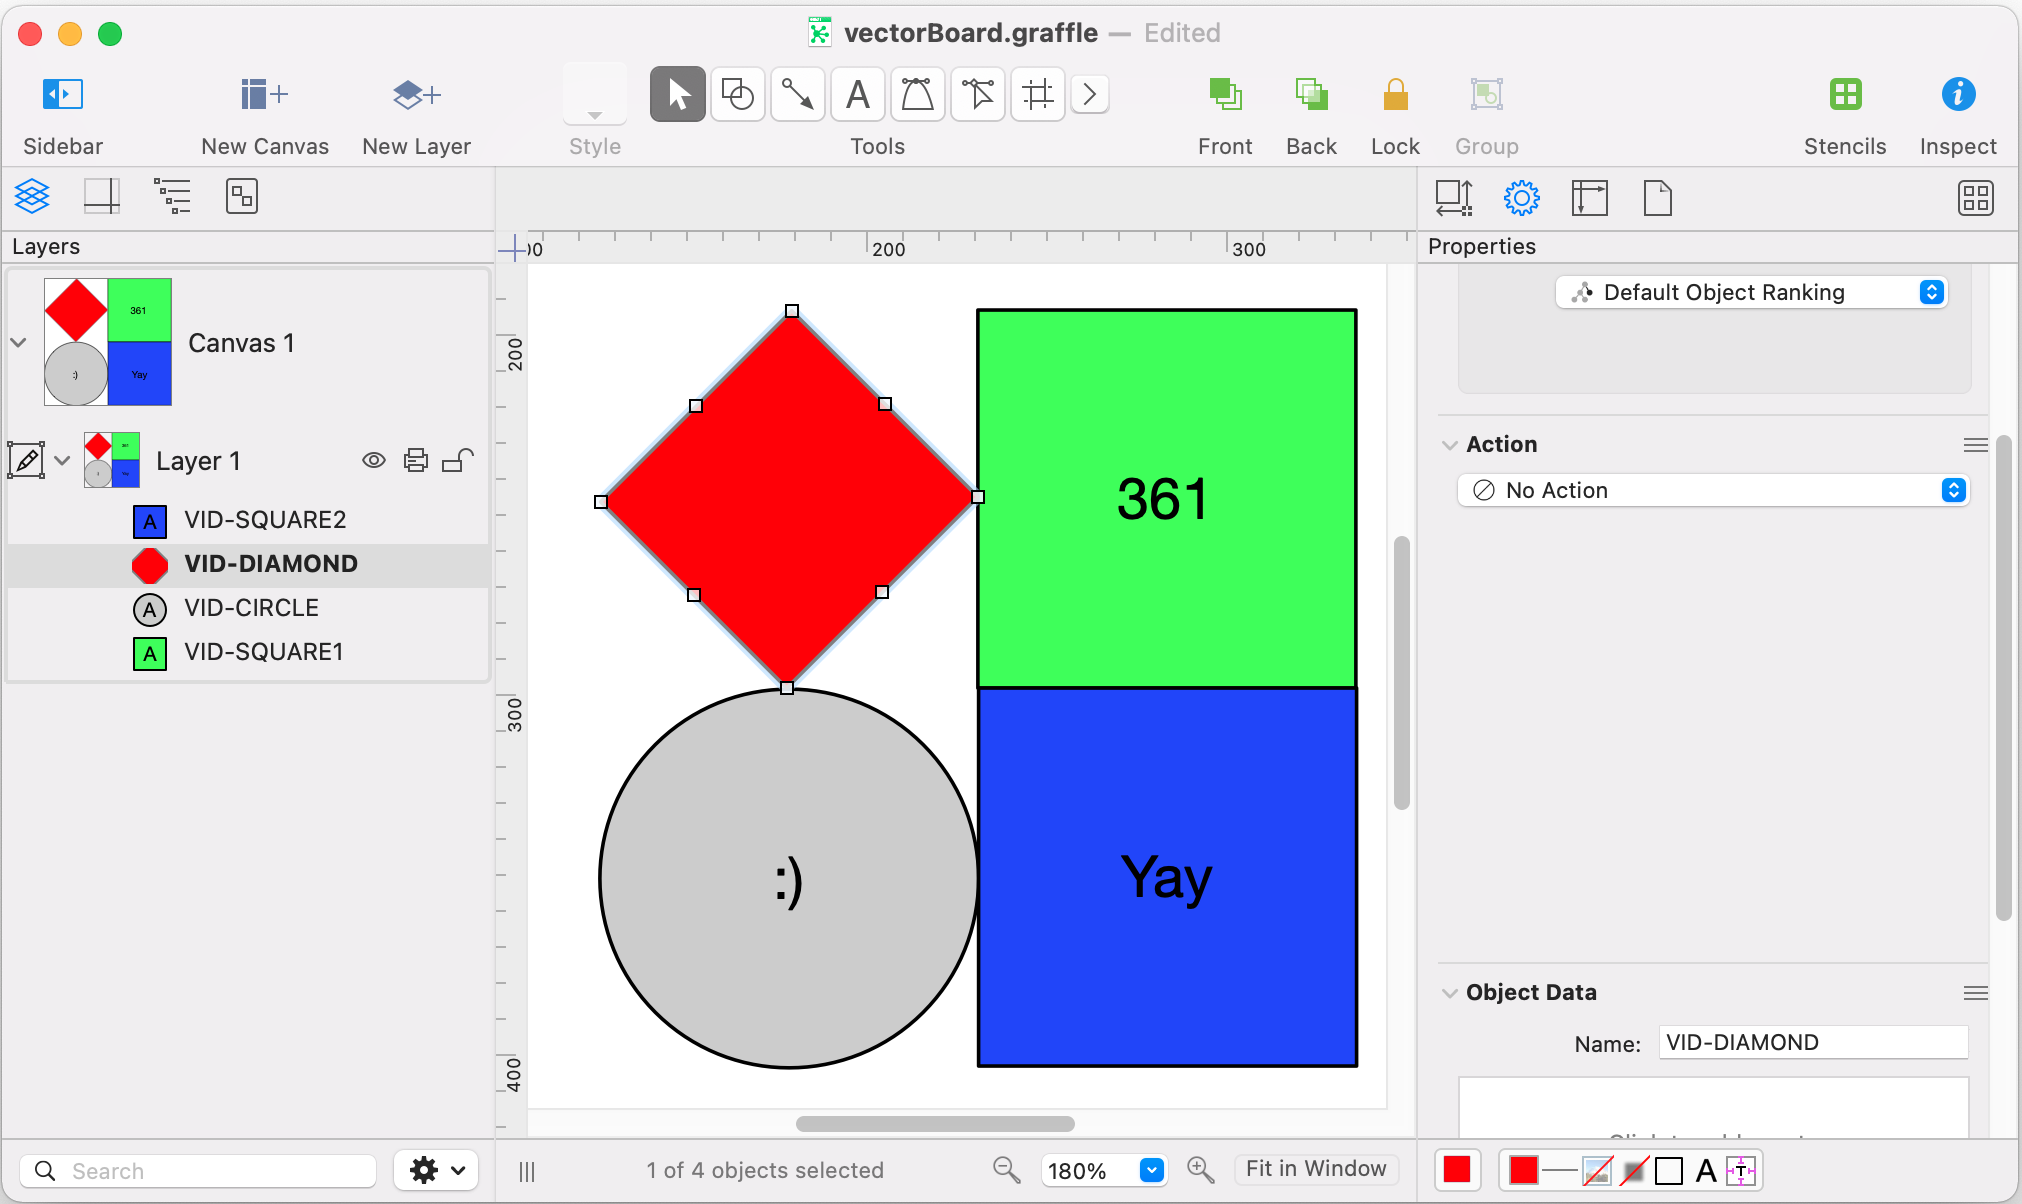 vectorBoard.graffle — Edited
Sidebar
New Canvas
New Layer
Style
Tools
Front
Back
Lock
Group
Stencils
Inspect
Layers
Canvas 1
Layer 1
VID-SQUARE2
VID-DIAMOND
VID-CIRCLE
VID-SQUARE1
200
300
200
300
400
361
:)
Yay
Properties
Default Object Ranking
Action
No Action
Object Data
Name: VID-DIAMOND
Search
1 of 4 objects selected
180%
Fit in Window